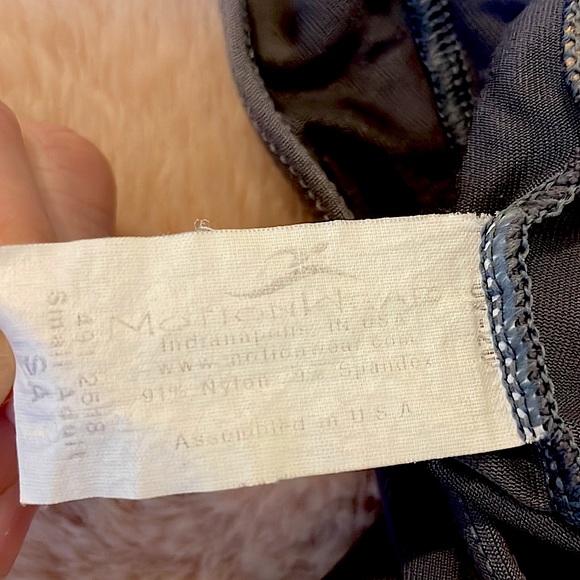 MOTIONWEAR
Indianapolis, IN USA
www.motionwear.com
91% Nylon 9% Spandex
Assembled in U.S.A
491 2518
Small Adult
SA